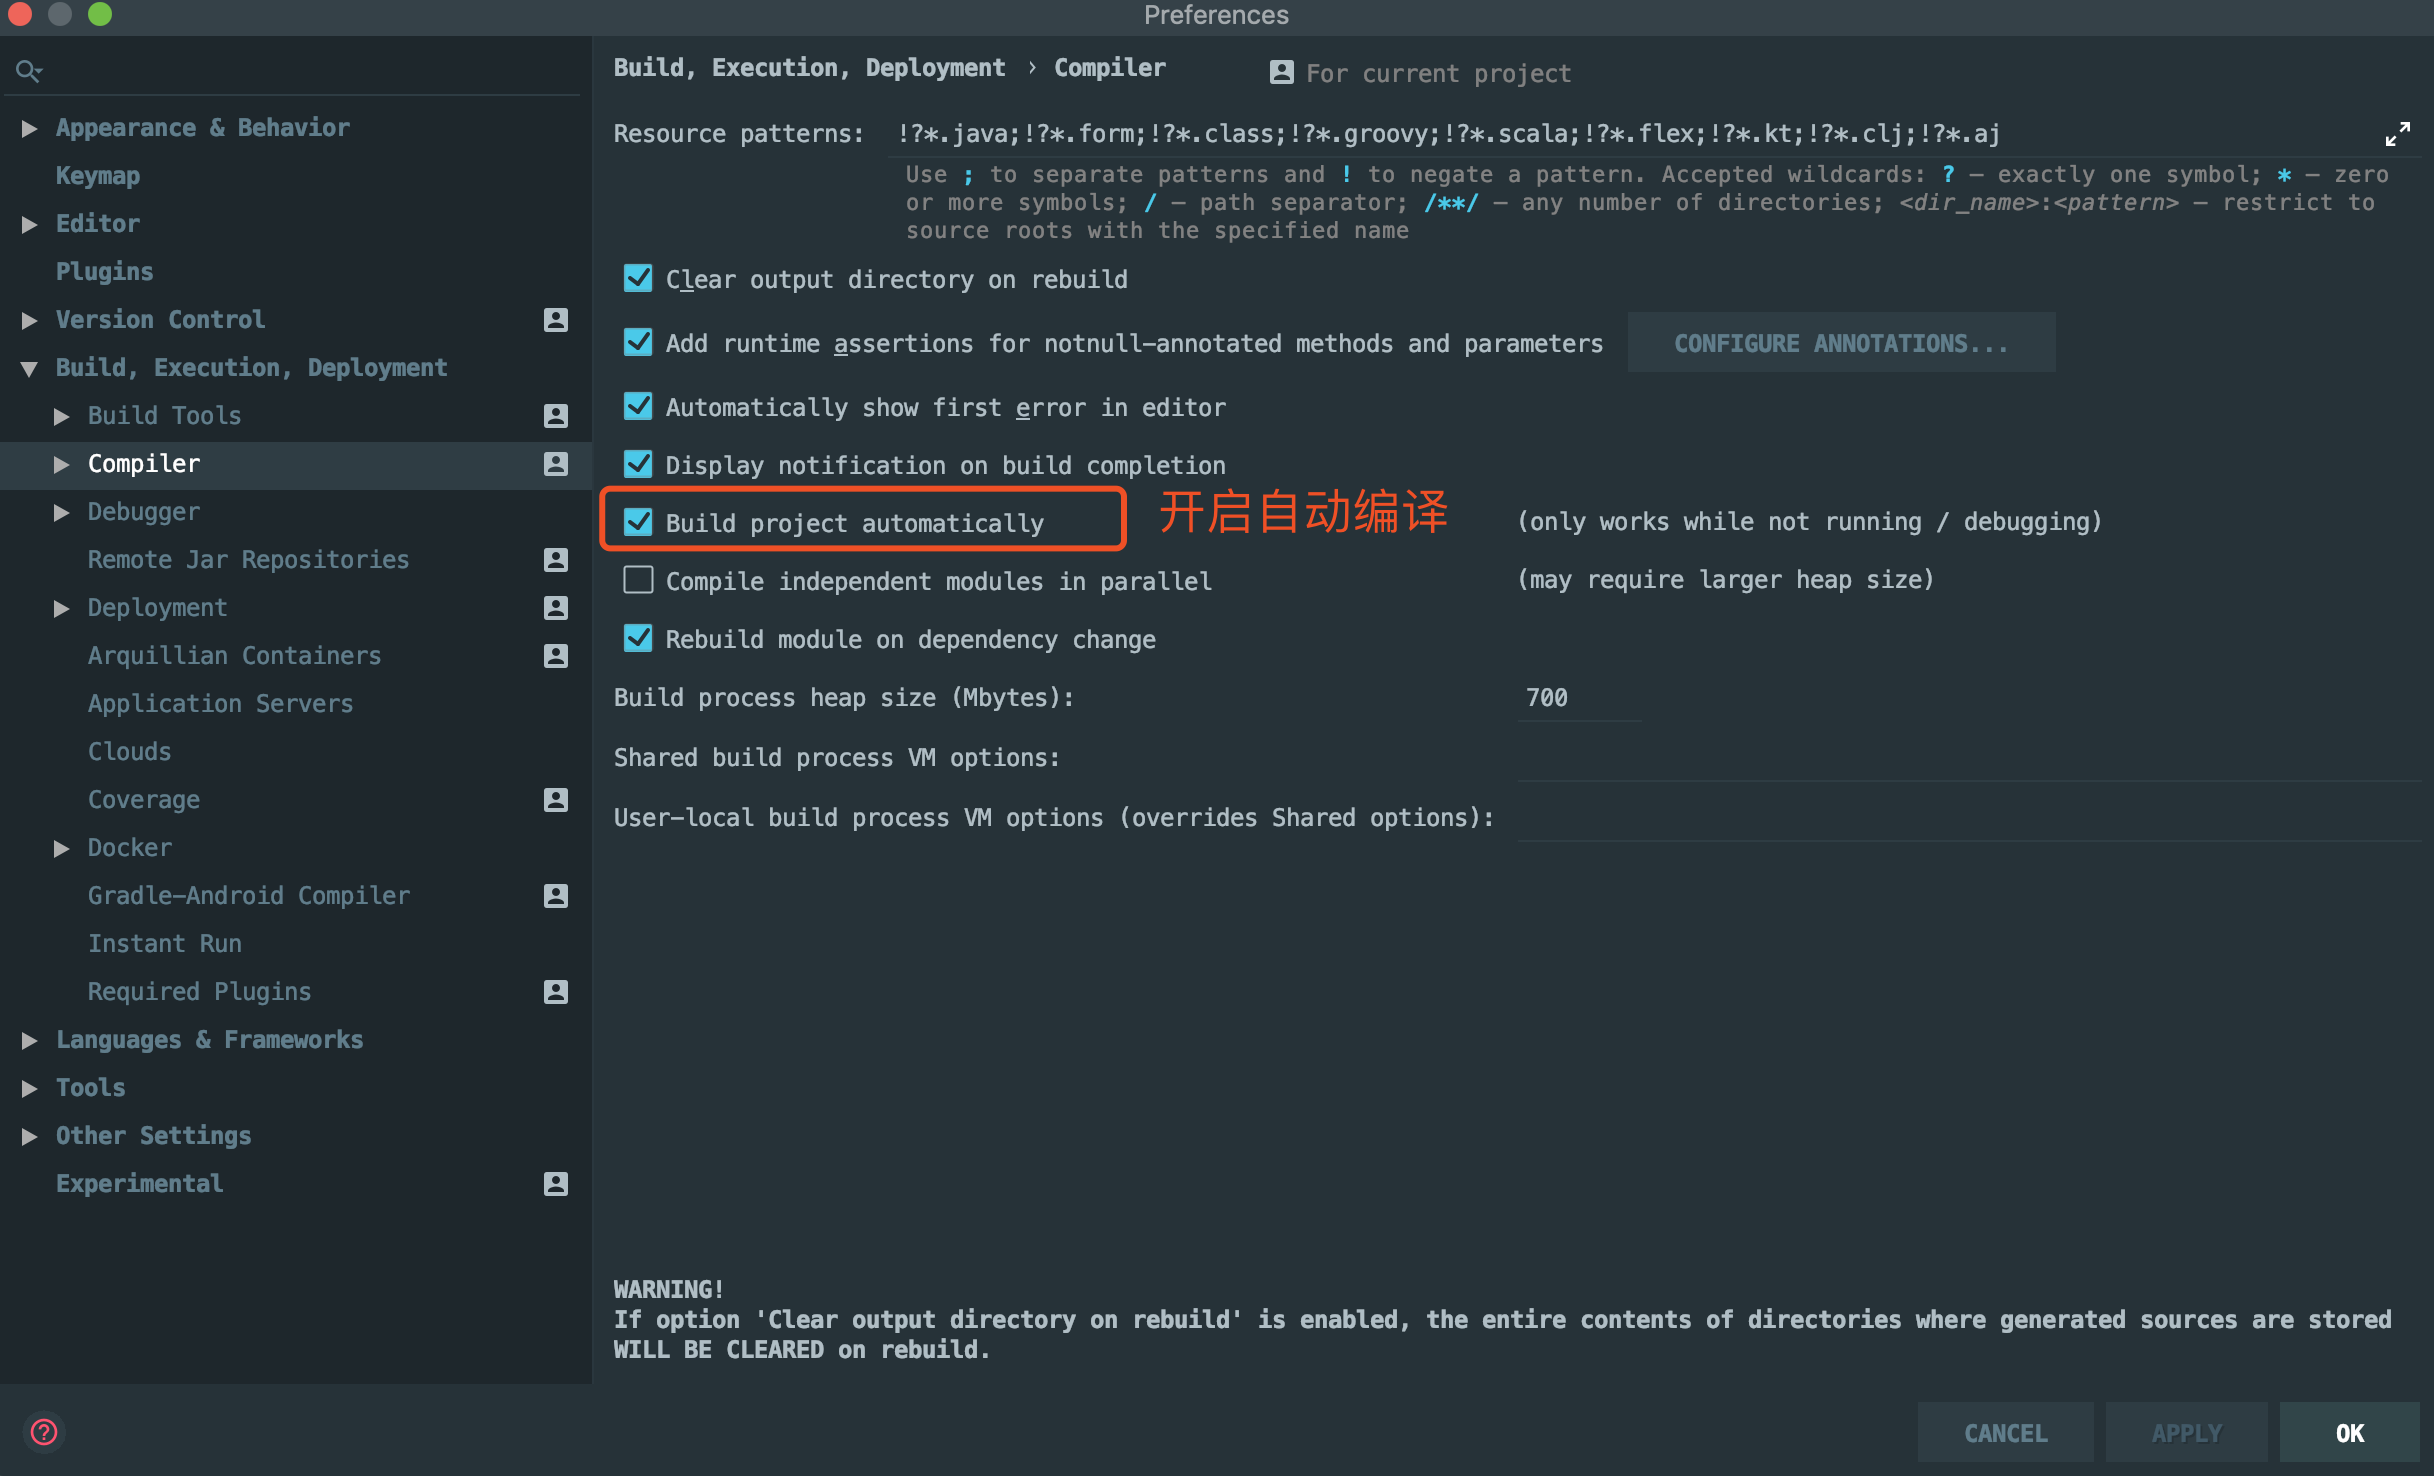 Preferences
Appearance & Behavior
Keymap
Editor
Plugins
Version Control
Build, Execution, Deployment
Build Tools
Compiler
Debugger
Remote Jar Repositories
Deployment
Arquillian Containers
Application Servers
Clouds
Coverage
Docker
Gradle-Android Compiler
Instant Run
Required Plugins
Languages & Frameworks
Tools
Other Settings
Experimental
Build, Execution, Deployment › Compiler For current project
Resource patterns: !?*.java;!?*.form;!?*.class;!?*.groovy;!?*.scala;!?*.flex;!?*.kt;!?*.clj;!?*.aj
Use ; to separate patterns and ! to negate a pattern. Accepted wildcards: ? — exactly one symbol; * — zero
or more symbols; / — path separator; /**/ — any number of directories; <dir_name>:<pattern> — restrict to
source roots with the specified name
Clear output directory on rebuild
Add runtime assertions for notnull-annotated methods and parameters CONFIGURE ANNOTATIONS...
Automatically show first error in editor
Display notification on build completion
Build project automatically 开启自动编译 (only works while not running / debugging)
Compile independent modules in parallel (may require larger heap size)
Rebuild module on dependency change
Build process heap size (Mbytes): 700
Shared build process VM options:
User-local build process VM options (overrides Shared options):
WARNING!
If option 'Clear output directory on rebuild' is enabled, the entire contents of directories where generated sources are stored
WILL BE CLEARED on rebuild.
?
CANCEL APPLY OK